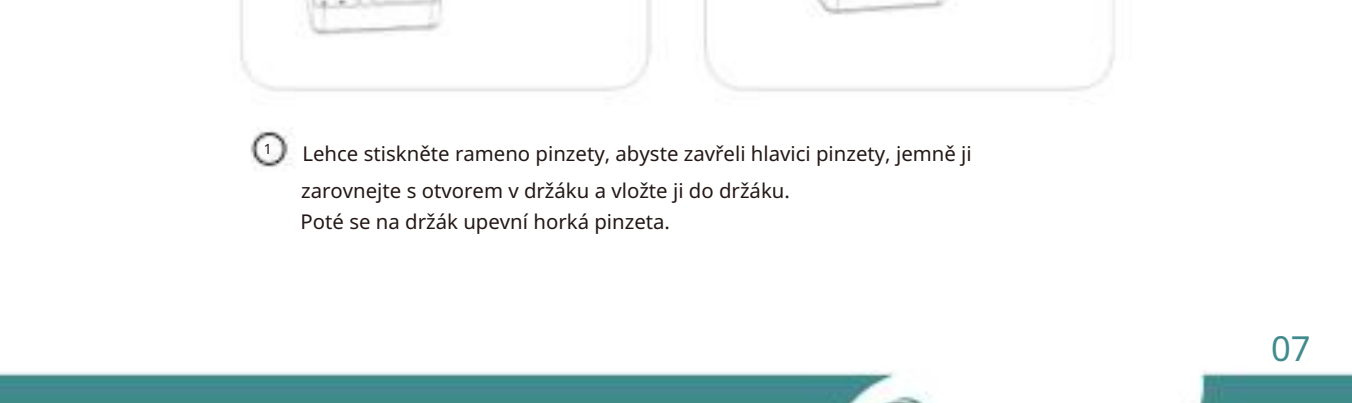 1 Lehce stiskněte rameno pinzety, abyste zavřeli hlavici pinzety, jemně ji
zarovnejte s otvorem v držáku a vložte ji do držáku.
Poté se na držák upevní horká pinzeta.
07